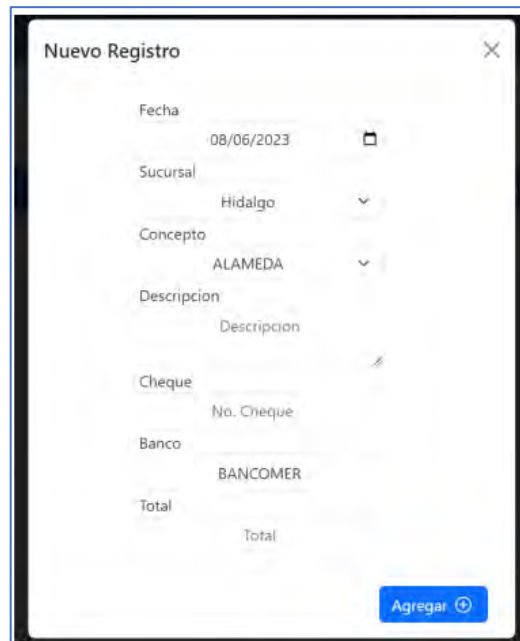 Nuevo Registro
Fecha
08/06/2023
Sucursal
Hidalgo
Concepto
ALAMEDA
Descripcion
Descripcion
Cheque
No. Cheque
Banco
BANCOMER
Total
Total
Agregar